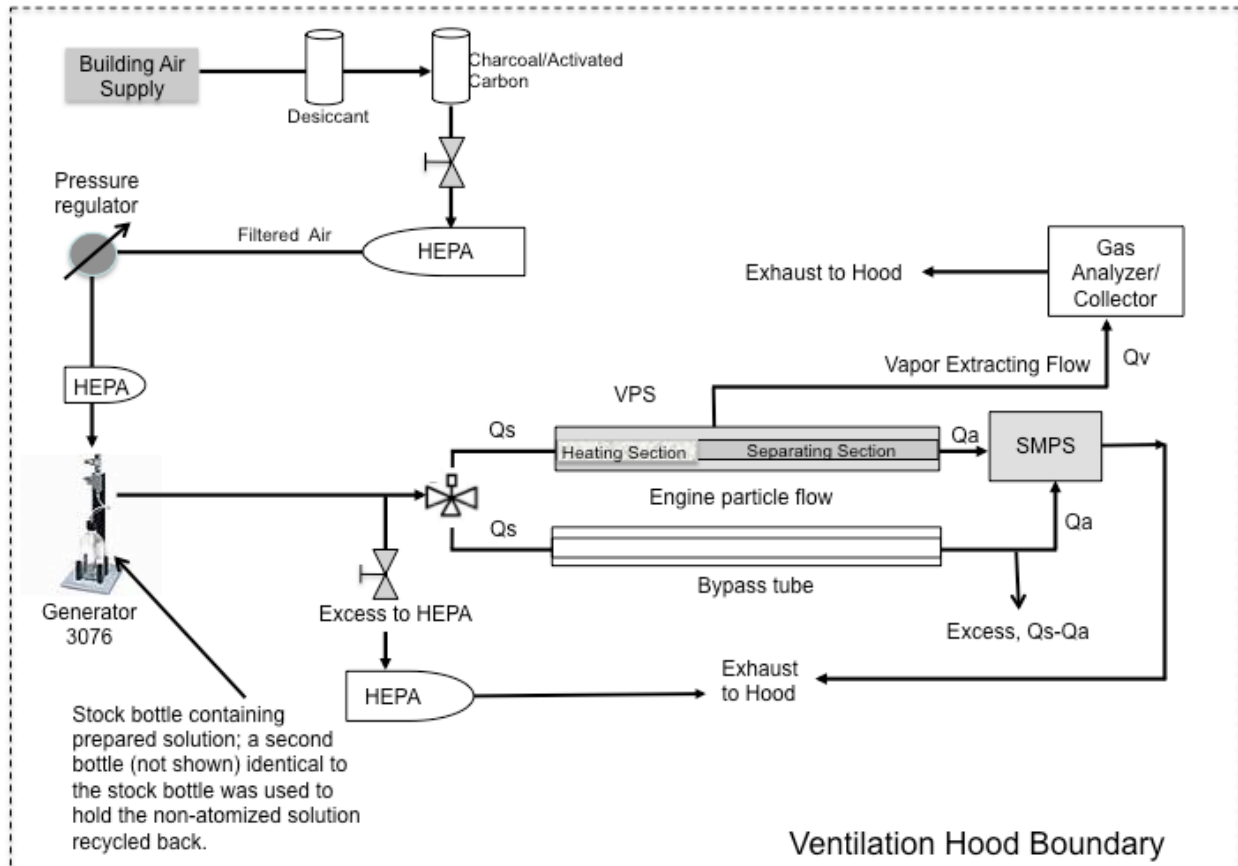 Building Air
Supply
Desiccant
Charcoal/Activated
Carbon
Pressure
regulator
Filtered Air
HEPA
Gas
Analyzer/
Collector
Exhaust to Hood
Vapor Extracting Flow
Qv
HEPA
VPS
Qs
Heating Section
Separating Section
Qa
SMPS
Engine particle flow
Qs
Qa
Bypass tube
Generator
3076
Excess to HEPA
Excess, Qs-Qa
HEPA
Exhaust
to Hood
Stock bottle containing
prepared solution; a second
bottle (not shown) identical to
the stock bottle was used to
hold the non-atomized solution
recycled back.
Ventilation Hood Boundary